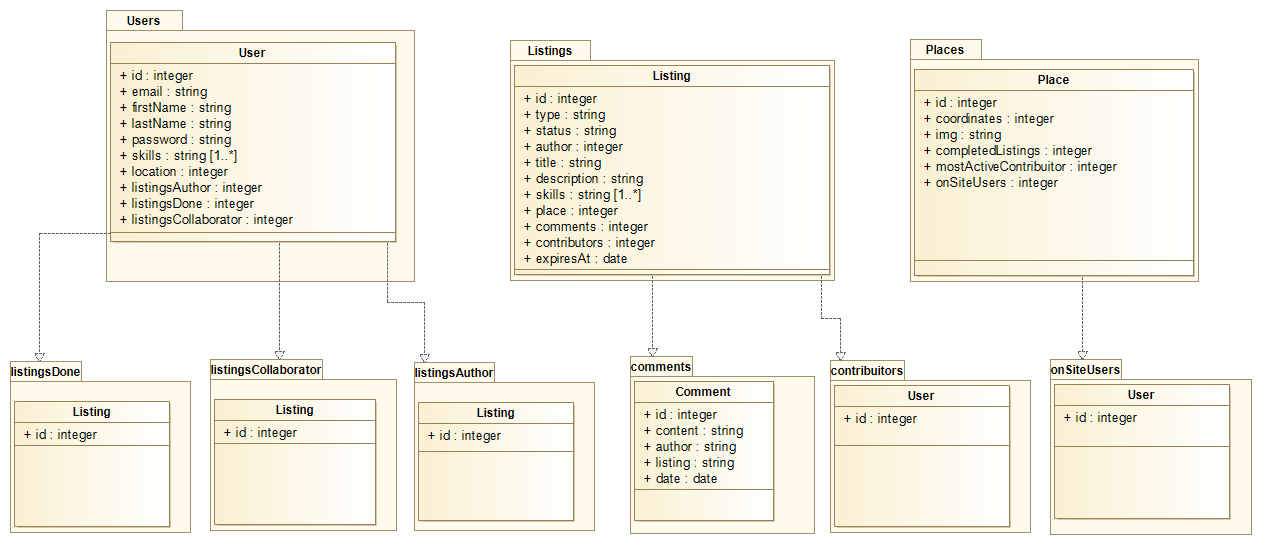 Users
User
+ id : integer
+ email : string
+ firstName : string
+ lastName : string
+ password : string
+ skills : string [1..*]
+ location : integer
+ listingsAuthor : integer
+ listingsDone : integer
+ listingsCollaborator : integer
Listings
Listing
+ id : integer
+ type : string
+ status : string
+ author : integer
+ title : string
+ description : string
+ skills : string [1..*]
+ place : integer
+ comments : integer
+ contributors : integer
+ expiresAt : date
Places
Place
+ id : integer
+ coordinates : integer
+ img : string
+ completedListings : integer
+ mostActiveContribuitor : integer
+ onSiteUsers : integer
listingsDone
Listing
+ id : integer
listingsCollaborator
Listing
+ id : integer
listingsAuthor
Listing
+ id : integer
comments
Comment
+ id : integer
+ content : string
+ author : string
+ listing : string
+ date : date
contribuitors
User
+ id : integer
onSiteUsers
User
+ id : integer